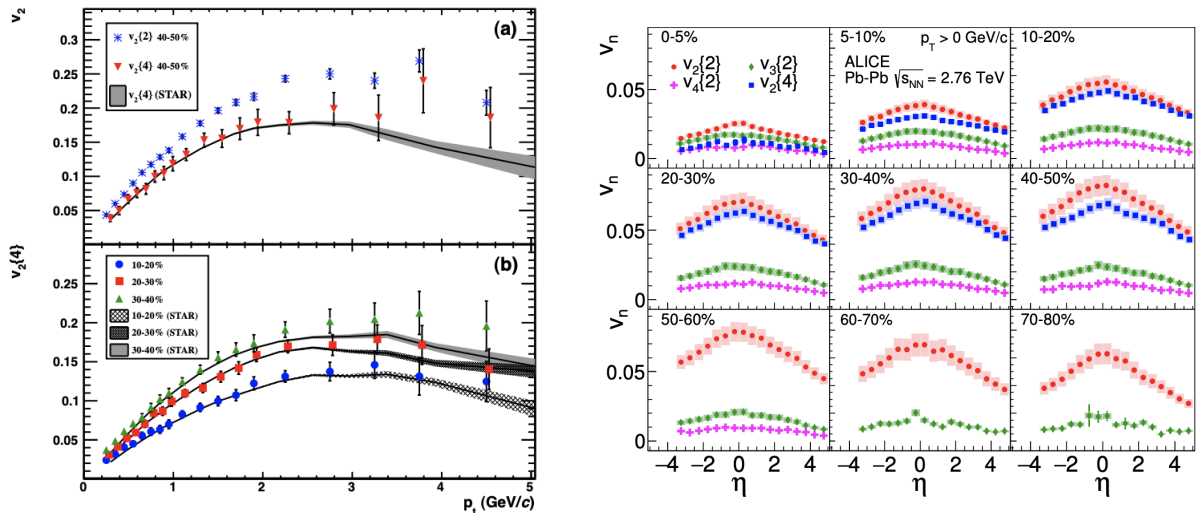 v₂
(a)
v₂{2} 40-50%
v₂{4} 40-50%
v₂{4} (STAR)
0.3
0.25
0.2
0.15
0.1
0.05
v₂{4}
(b)
10-20%
20-30%
30-40%
10-20% (STAR)
20-30% (STAR)
30-40% (STAR)
0.25
0.2
0.15
0.1
0.05
0 1 2 3 4 5
pₜ (GeV/c)
vₙ
0-5%
v₂{2} v₃{2}
v₄{2} v₂{4}
5-10% p_T > 0 GeV/c
ALICE
Pb-Pb √s_NN = 2.76 TeV
10-20%
0.05
0
vₙ
20-30%
30-40%
40-50%
0.05
0
vₙ
50-60%
60-70%
70-80%
0.05
0
−4 −2 0 2 4
−4 −2 0 2 4
−4 −2 0 2 4
η
η
η